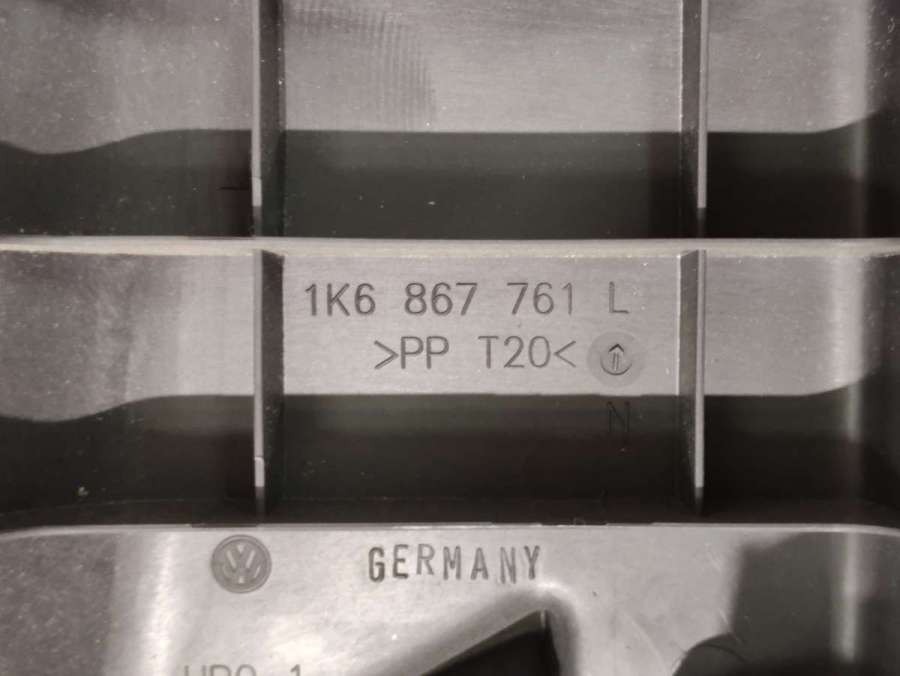 1K6 867 761 L
>PP T20<
N
GERMANY